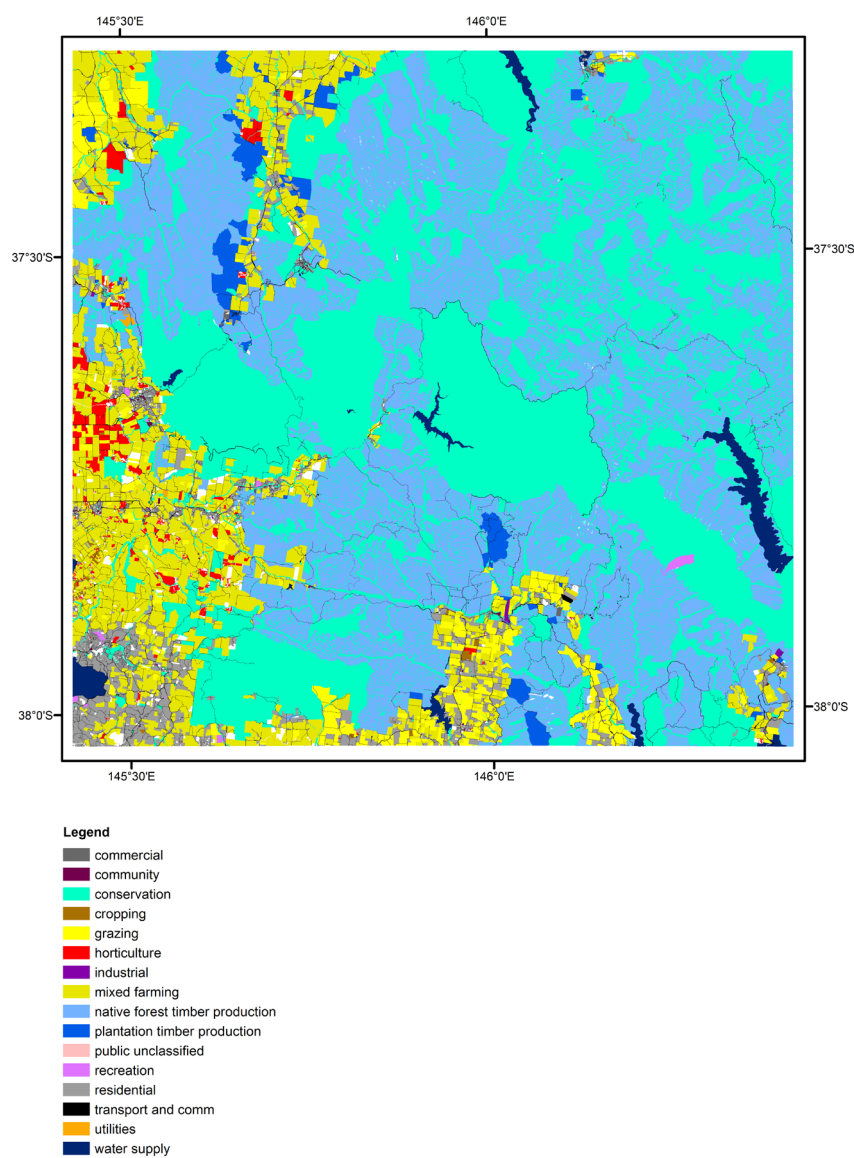 145°30'E 146°0'E
37°30'S 37°30'S
38°0'S 38°0'S
145°30'E 146°0'E
Legend
commercial
community
conservation
cropping
grazing
horticulture
industrial
mixed farming
native forest timber production
plantation timber production
public unclassified
recreation
residential
transport and comm
utilities
water supply